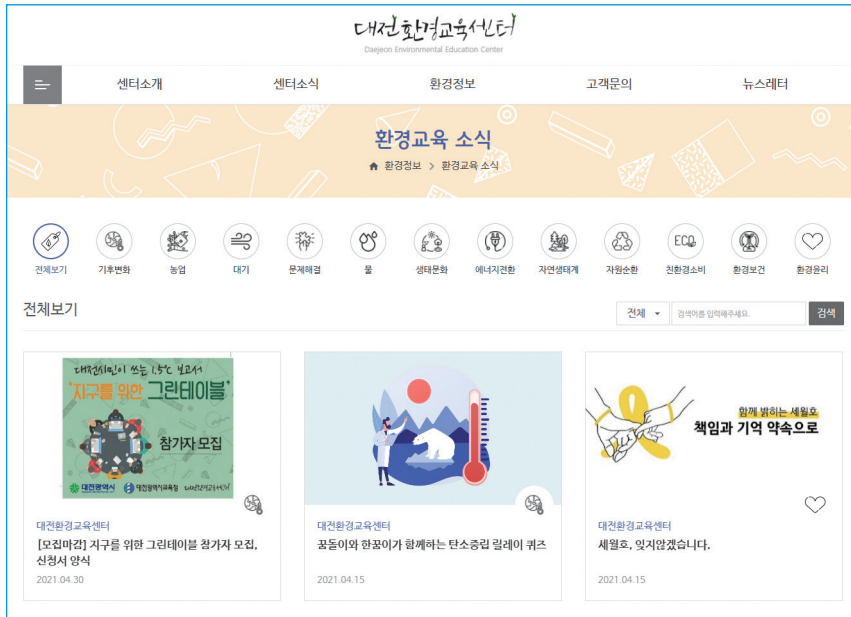 대전환경교육센터
Daejeon Environmental Education Center
센터소개
센터소식
환경정보
고객문의
뉴스레터
환경교육 소식
환경정보 > 환경교육 소식
전체보기
기후변화
농업
대기
문제해결
물
생태문화
에너지전환
자연생태계
자원순환
ECO
친환경소비
환경보건
환경윤리
전체보기
전체
검색어를 입력해주세요.
검색
대전시민이 쓰는 1.5℃ 보고서
'지구를 위한 그린테이블'
참가자 모집
대전광역시 대전광역시교육청 대전환경교육센터
대전환경교육센터
[모집마감] 지구를 위한 그린테이블 참가자 모집,
신청서 양식
2021.04.30
대전환경교육센터
꿈돌이와 한꿈이가 함께하는 탄소중립 릴레이 퀴즈
2021.04.15
함께 밝히는 세월호
책임과 기억 약속으로
대전환경교육센터
세월호, 잊지않겠습니다.
2021.04.15